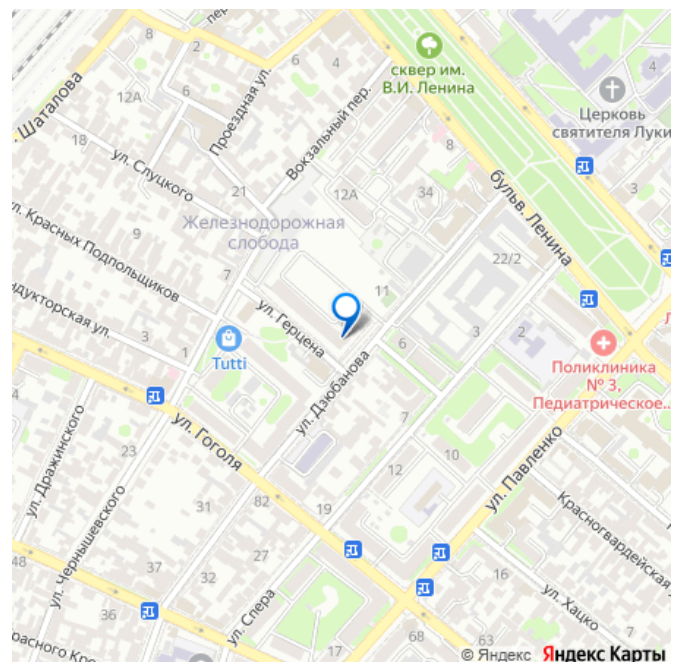 8
2
пер.
6
4
4
сквер им.
В.И. Ленина
Церковь
святителя Луки
Шаталова
12А
6
Проездная ул.
Вокзальный пер.
18
ул. Слуцкого
8
3
21
12А
34
бульв. Ленина
Железнодорожная
слобода
9
ул. Красных Подпольщиков
22/2
7
11
ул. Герцена
3
1
Tutti
6
3
2
Поликлиника
№ 3,
Педиатрическое...
ул. Дзюбанова
ул. Гоголя
7
ул. Дражинского
23
12
10
ул. Павленко
ул. Чернышевского
31
82
19
Красногвардейская
48
27
37
32
16
36
ул. Спера
ул. Хацко
17
68
63
© Яндекс Яндекс Карты